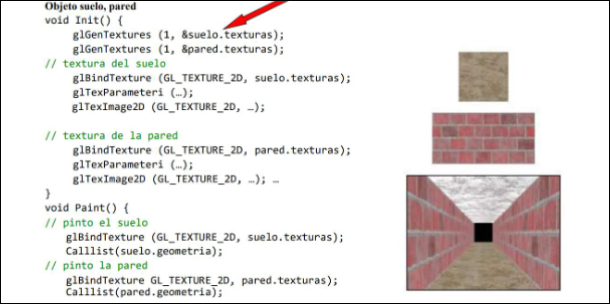 Objeto suelo, pared
void Init() {
glGenTextures (1, &suelo.texturas);
glGenTextures (1, &pared.texturas);
// textura del suelo
glBindTexture (GL_TEXTURE_2D, suelo.texturas);
glTexParameteri (…);
glTexImage2D (GL_TEXTURE_2D, …);
// textura de la pared
glBindTexture (GL_TEXTURE_2D, pared.texturas);
glTexParameteri (…);
glTexImage2D (GL_TEXTURE_2D, …); …
}
void Paint() {
// pinto el suelo
glBindTexture (GL_TEXTURE_2D, suelo.texturas);
Calllist(suelo.geometria);
// pinto la pared
glBindTexture GL_TEXTURE_2D, pared.texturas);
Calllist(pared.geometria);